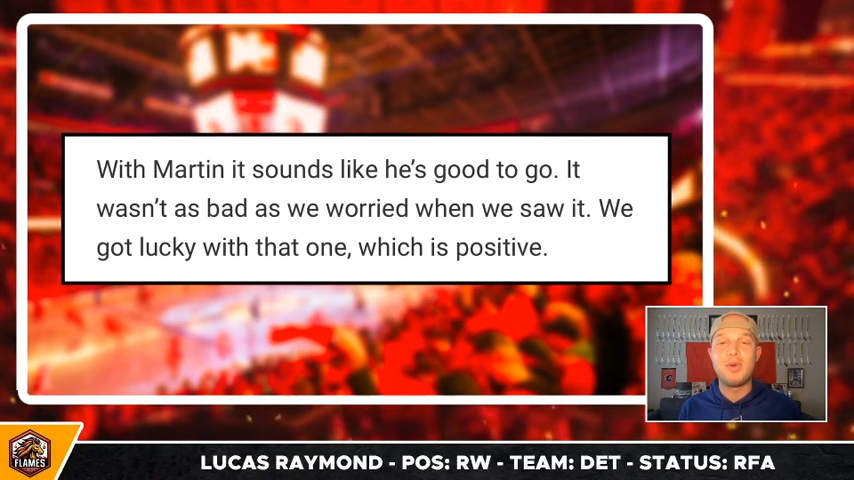 With Martin it sounds like he's good to go. It
wasn't as bad as we worried when we saw it. We
got lucky with that one, which is positive.
FLAMES
LUCAS RAYMOND - POS: RW - TEAM: DET - STATUS: RFA